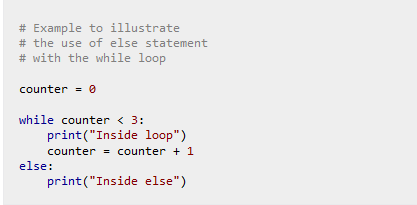 # Example to illustrate
# the use of else statement
# with the while loop
counter = 0
while counter < 3:
    print("Inside loop")
    counter = counter + 1
else:
    print("Inside else")